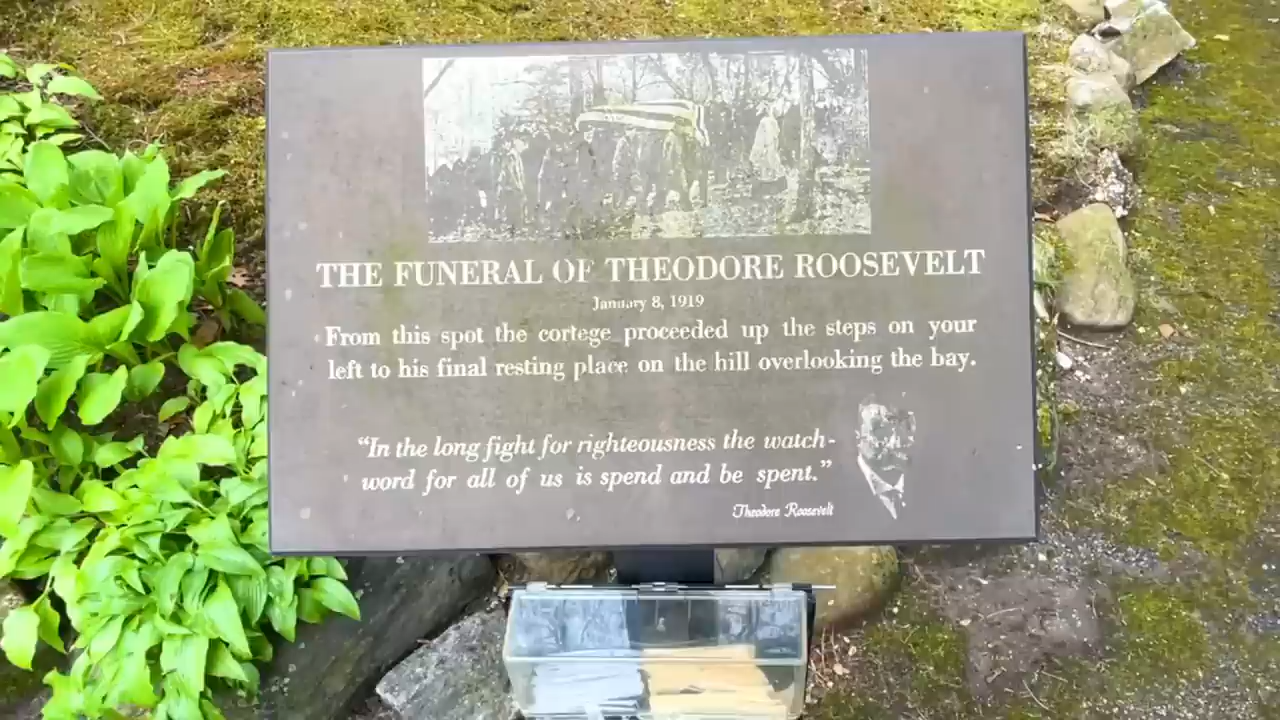 THE FUNERAL OF THEODORE ROOSEVELT
January 8, 1919
From this spot the cortege proceeded up the steps on your
left to his final resting place on the hill overlooking the bay.
“In the long fight for righteousness the watch-
word for all of us is spend and be spent.”
Theodore Roosevelt